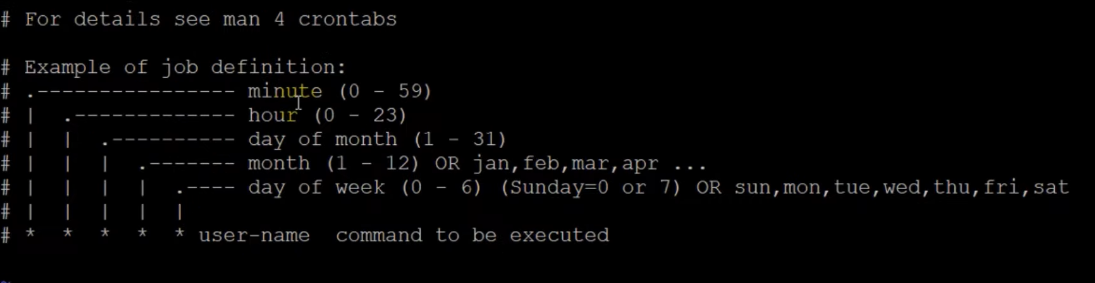 # For details see man 4 crontabs
# Example of job definition:
# .---------------- minute (0 - 59)
# |  .------------- hour (0 - 23)
# |  |  .---------- day of month (1 - 31)
# |  |  |  .------- month (1 - 12) OR jan,feb,mar,apr ...
# |  |  |  |  .---- day of week (0 - 6) (Sunday=0 or 7) OR sun,mon,tue,wed,thu,fri,sat
# |  |  |  |  |
# *  *  *  *  * user-name  command to be executed